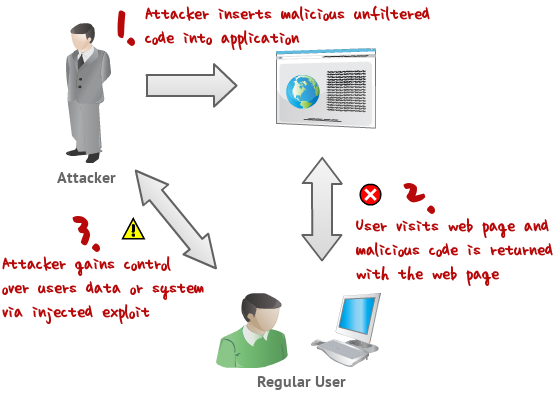 1. Attacker inserts malicious unfiltered
code into application
Attacker
2.
User visits web page and
malicious code is returned
with the web page
3.
Attacker gains control
over users data or system
via injected exploit
Regular User